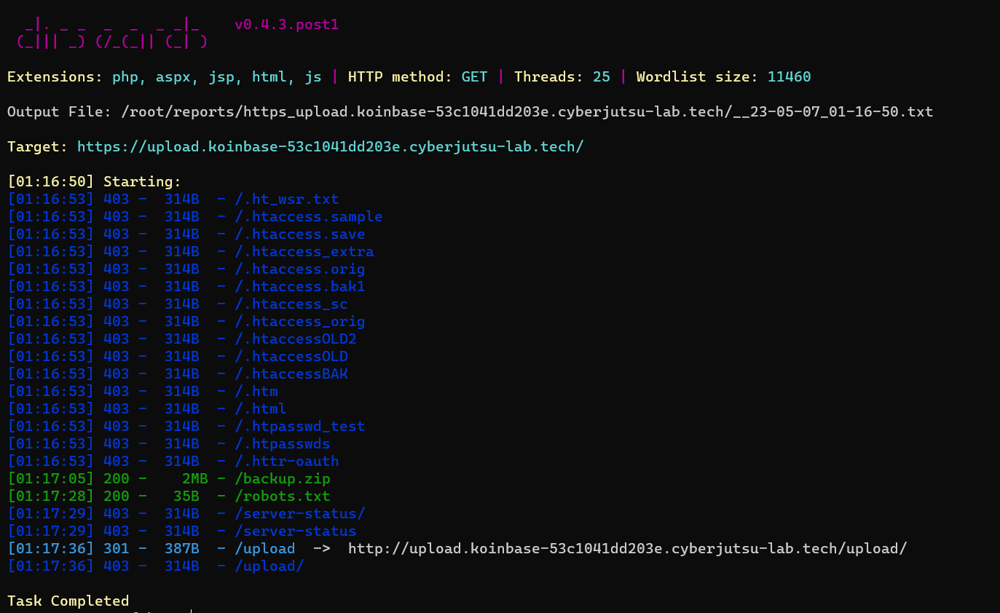 _|. _ _  _  _  _ _|_    v0.4.3.post1
 (_||| _) (/_(_|| (_| )
Extensions: php, aspx, jsp, html, js | HTTP method: GET | Threads: 25 | Wordlist size: 11460
Output File: /root/reports/https_upload.koinbase-53c1041dd203e.cyberjutsu-lab.tech/__23-05-07_01-16-50.txt
Target: https://upload.koinbase-53c1041dd203e.cyberjutsu-lab.tech/
[01:16:50] Starting:
[01:16:53] 403 -  314B  - /.ht_wsr.txt
[01:16:53] 403 -  314B  - /.htaccess.sample
[01:16:53] 403 -  314B  - /.htaccess.save
[01:16:53] 403 -  314B  - /.htaccess_extra
[01:16:53] 403 -  314B  - /.htaccess.orig
[01:16:53] 403 -  314B  - /.htaccess.bak1
[01:16:53] 403 -  314B  - /.htaccess_sc
[01:16:53] 403 -  314B  - /.htaccess_orig
[01:16:53] 403 -  314B  - /.htaccessOLD2
[01:16:53] 403 -  314B  - /.htaccessOLD
[01:16:53] 403 -  314B  - /.htaccessBAK
[01:16:53] 403 -  314B  - /.htm
[01:16:53] 403 -  314B  - /.html
[01:16:53] 403 -  314B  - /.htpasswd_test
[01:16:53] 403 -  314B  - /.htpasswds
[01:16:53] 403 -  314B  - /.httr-oauth
[01:17:05] 200 -    2MB - /backup.zip
[01:17:28] 200 -   35B  - /robots.txt
[01:17:29] 403 -  314B  - /server-status/
[01:17:29] 403 -  314B  - /server-status
[01:17:36] 301 -  387B  - /upload  ->  http://upload.koinbase-53c1041dd203e.cyberjutsu-lab.tech/upload/
[01:17:36] 403 -  314B  - /upload/
Task Completed